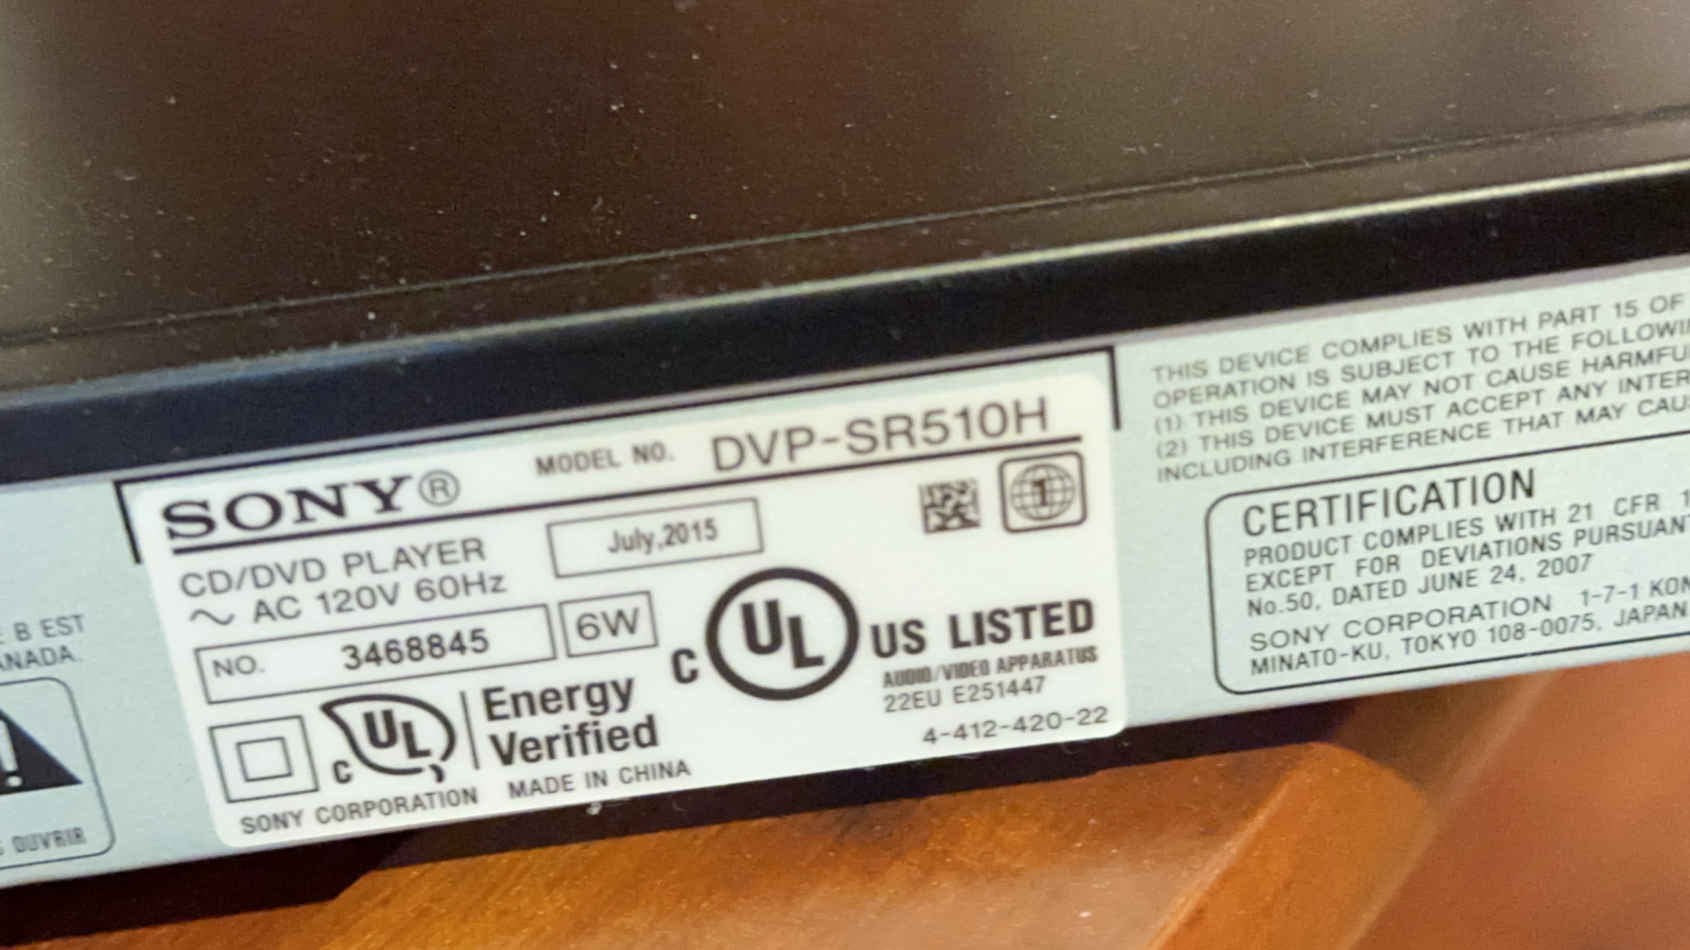 E B EST
ANADA.
OUVRIR
SONY® MODEL NO. DVP-SR510H
CD/DVD PLAYER
July,2015
1
~ AC 120V 60Hz
NO. 3468845
6W
C UL US LISTED
AUDIO/VIDEO APPARATUS
22EU E251447
4-412-420-22
C UL Energy
Verified
SONY CORPORATION MADE IN CHINA
THIS DEVICE COMPLIES WITH PART 15 OF
OPERATION IS SUBJECT TO THE FOLLOWI
(1) THIS DEVICE MAY NOT CAUSE HARMFU
(2) THIS DEVICE MUST ACCEPT ANY INTER
INCLUDING INTERFERENCE THAT MAY CAU
CERTIFICATION
PRODUCT COMPLIES WITH 21 CFR 1
EXCEPT FOR DEVIATIONS PURSUANT
No.50, DATED JUNE 24, 2007
SONY CORPORATION 1-7-1 KON
MINATO-KU, TOKYO 108-0075, JAPAN